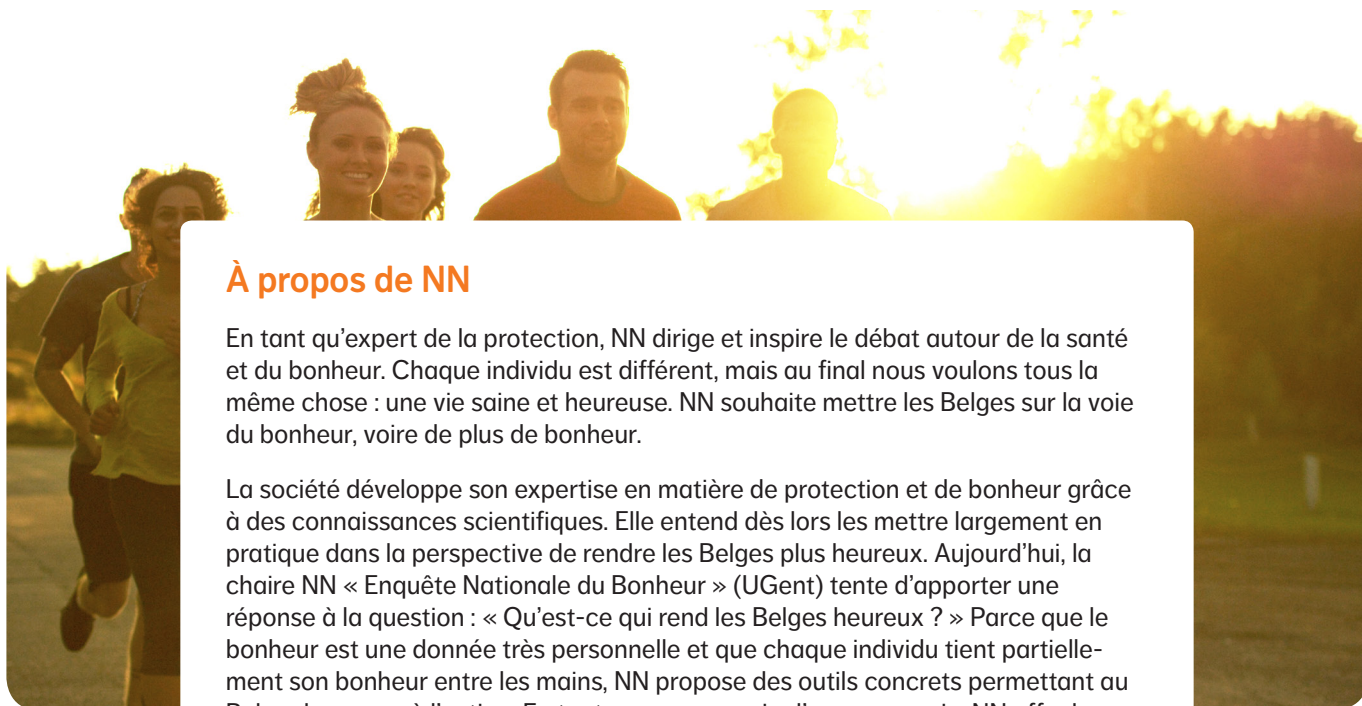 À propos de NN
En tant qu’expert de la protection, NN dirige et inspire le débat autour de la santé
et du bonheur. Chaque individu est différent, mais au final nous voulons tous la
même chose : une vie saine et heureuse. NN souhaite mettre les Belges sur la voie
du bonheur, voire de plus de bonheur.
La société développe son expertise en matière de protection et de bonheur grâce
à des connaissances scientifiques. Elle entend dès lors les mettre largement en
pratique dans la perspective de rendre les Belges plus heureux. Aujourd’hui, la
chaire NN « Enquête Nationale du Bonheur » (UGent) tente d’apporter une
réponse à la question : « Qu’est-ce qui rend les Belges heureux ? » Parce que le
bonheur est une donnée très personnelle et que chaque individu tient partielle-
ment son bonheur entre les mains, NN propose des outils concrets permettant au